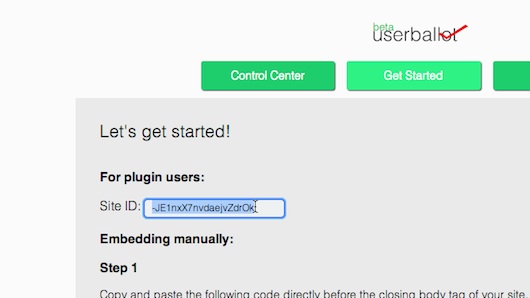 beta
userballot
Control Center
Get Started
Let's get started!
For plugin users:
Site ID: -JE1nxX7nvdaejvZdrOk
Embedding manually:
Step 1
Copy and paste the following code directly before the closing body tag of your site